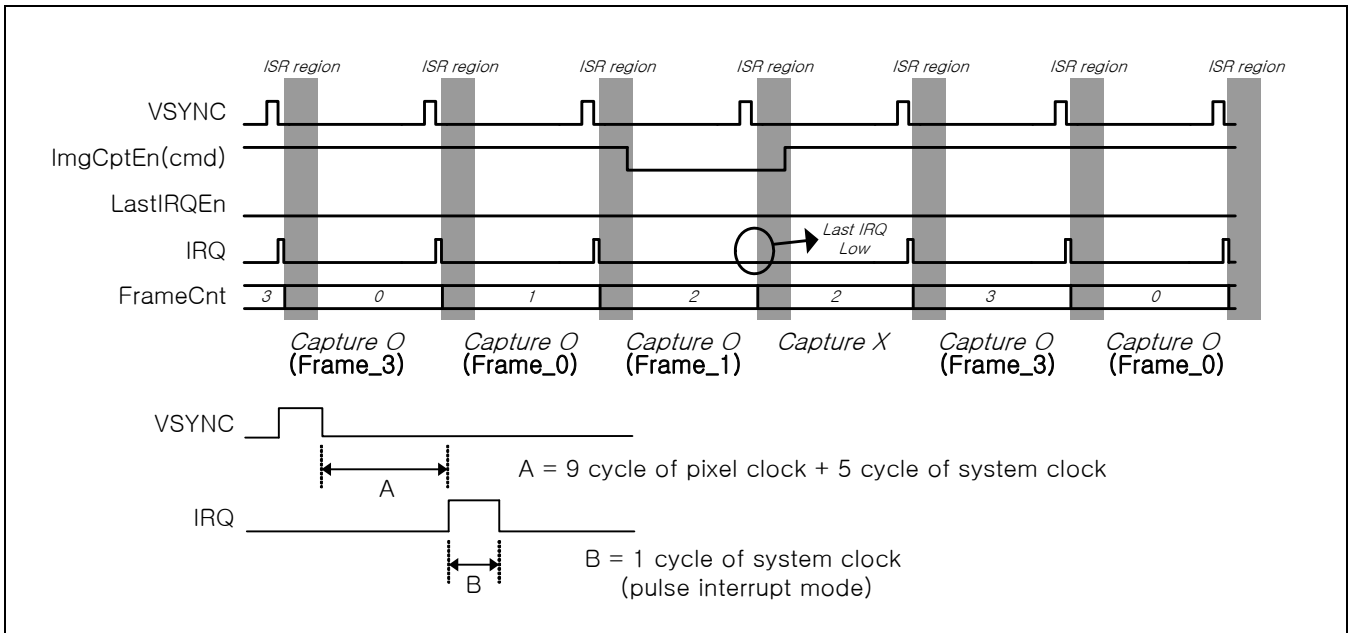 ISR region ISR region ISR region ISR region ISR region ISR region ISR region
VSYNC
ImgCptEn(cmd)
LastIRQEn
IRQ
Last IRQ
Low
FrameCnt 3 0 1 2 2 3 0
Capture O Capture O Capture O Capture X Capture O Capture O
(Frame_3) (Frame_0) (Frame_1) (Frame_3) (Frame_0)
VSYNC
A = 9 cycle of pixel clock + 5 cycle of system clock
A
IRQ
B = 1 cycle of system clock
B
(pulse interrupt mode)